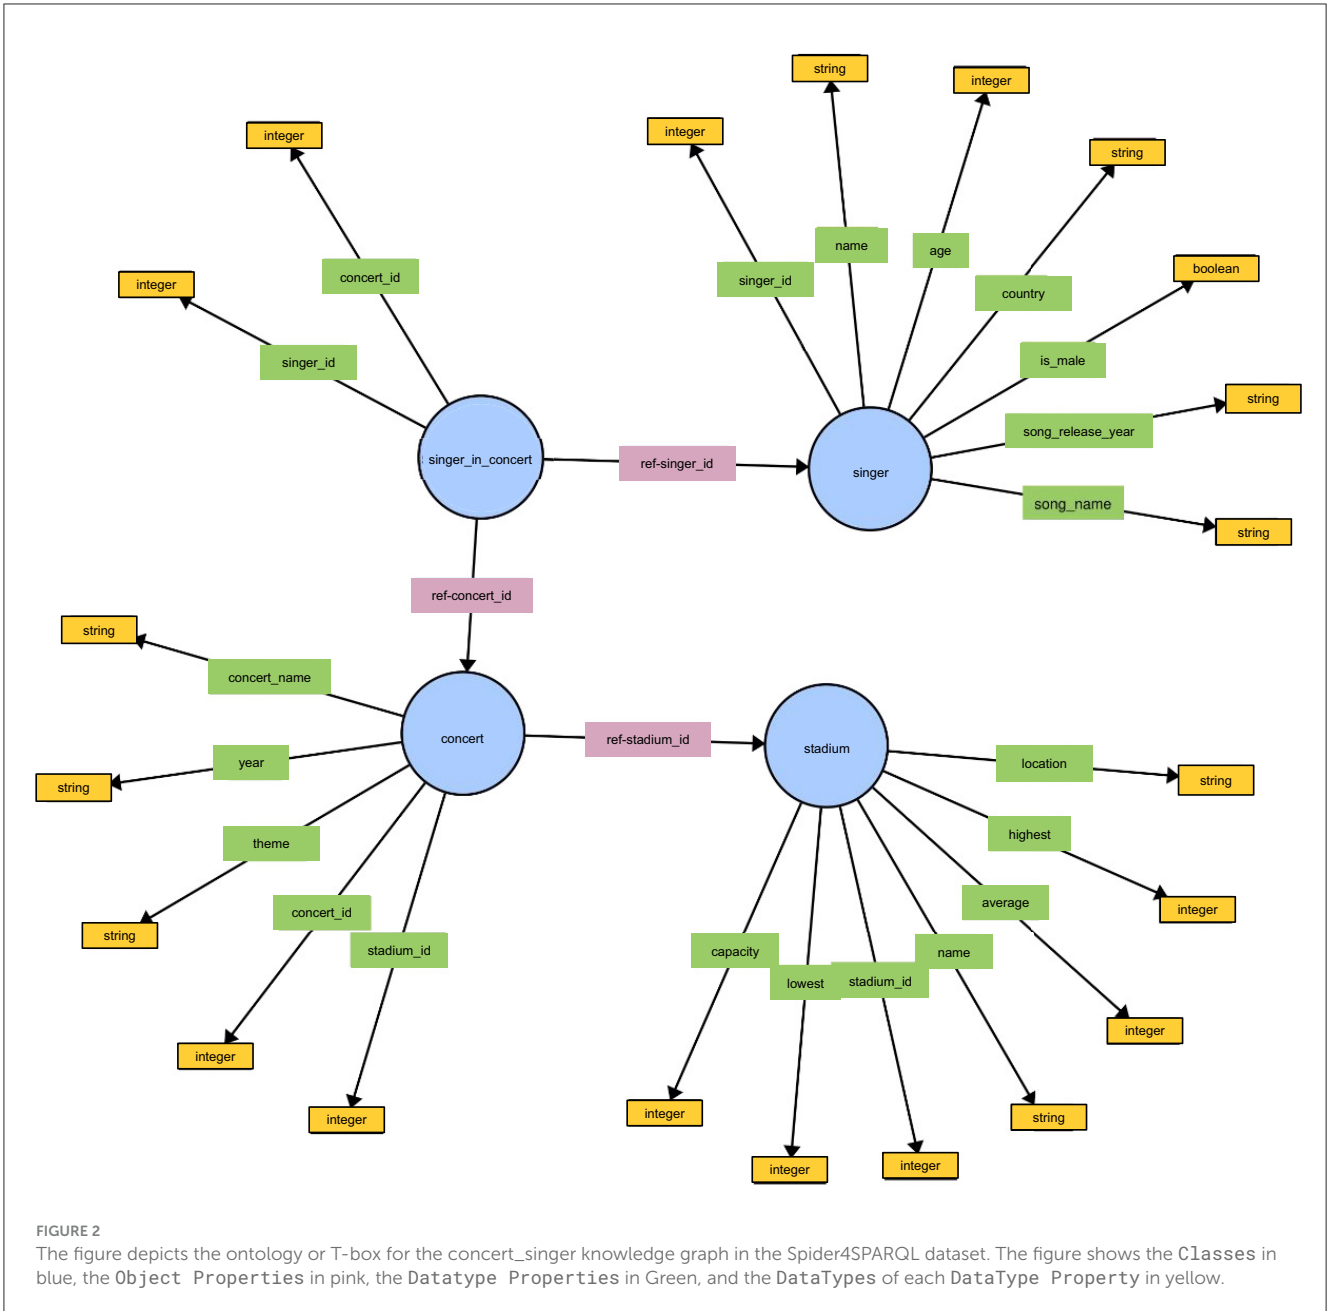 string
integer
integer
integer
string
name
age
boolean
singer_id
concert_id
country
integer
is_male
singer_id
string
song_release_year
singer_in_concert
ref-singer_id
singer
song_name
string
ref-concert_id
string
concert_name
concert
ref-stadium_id
stadium
year
location
string
string
theme
highest
concert_id
average
integer
string
stadium_id
capacity
lowest
stadium_id
name
integer
integer
integer
integer
string
integer
integer
FIGURE 2
The figure depicts the ontology or T-box for the concert_singer knowledge graph in the Spider4SPARQL dataset. The figure shows the Classes in
blue, the Object Properties in pink, the Datatype Properties in Green, and the DataTypes of each DataType Property in yellow.